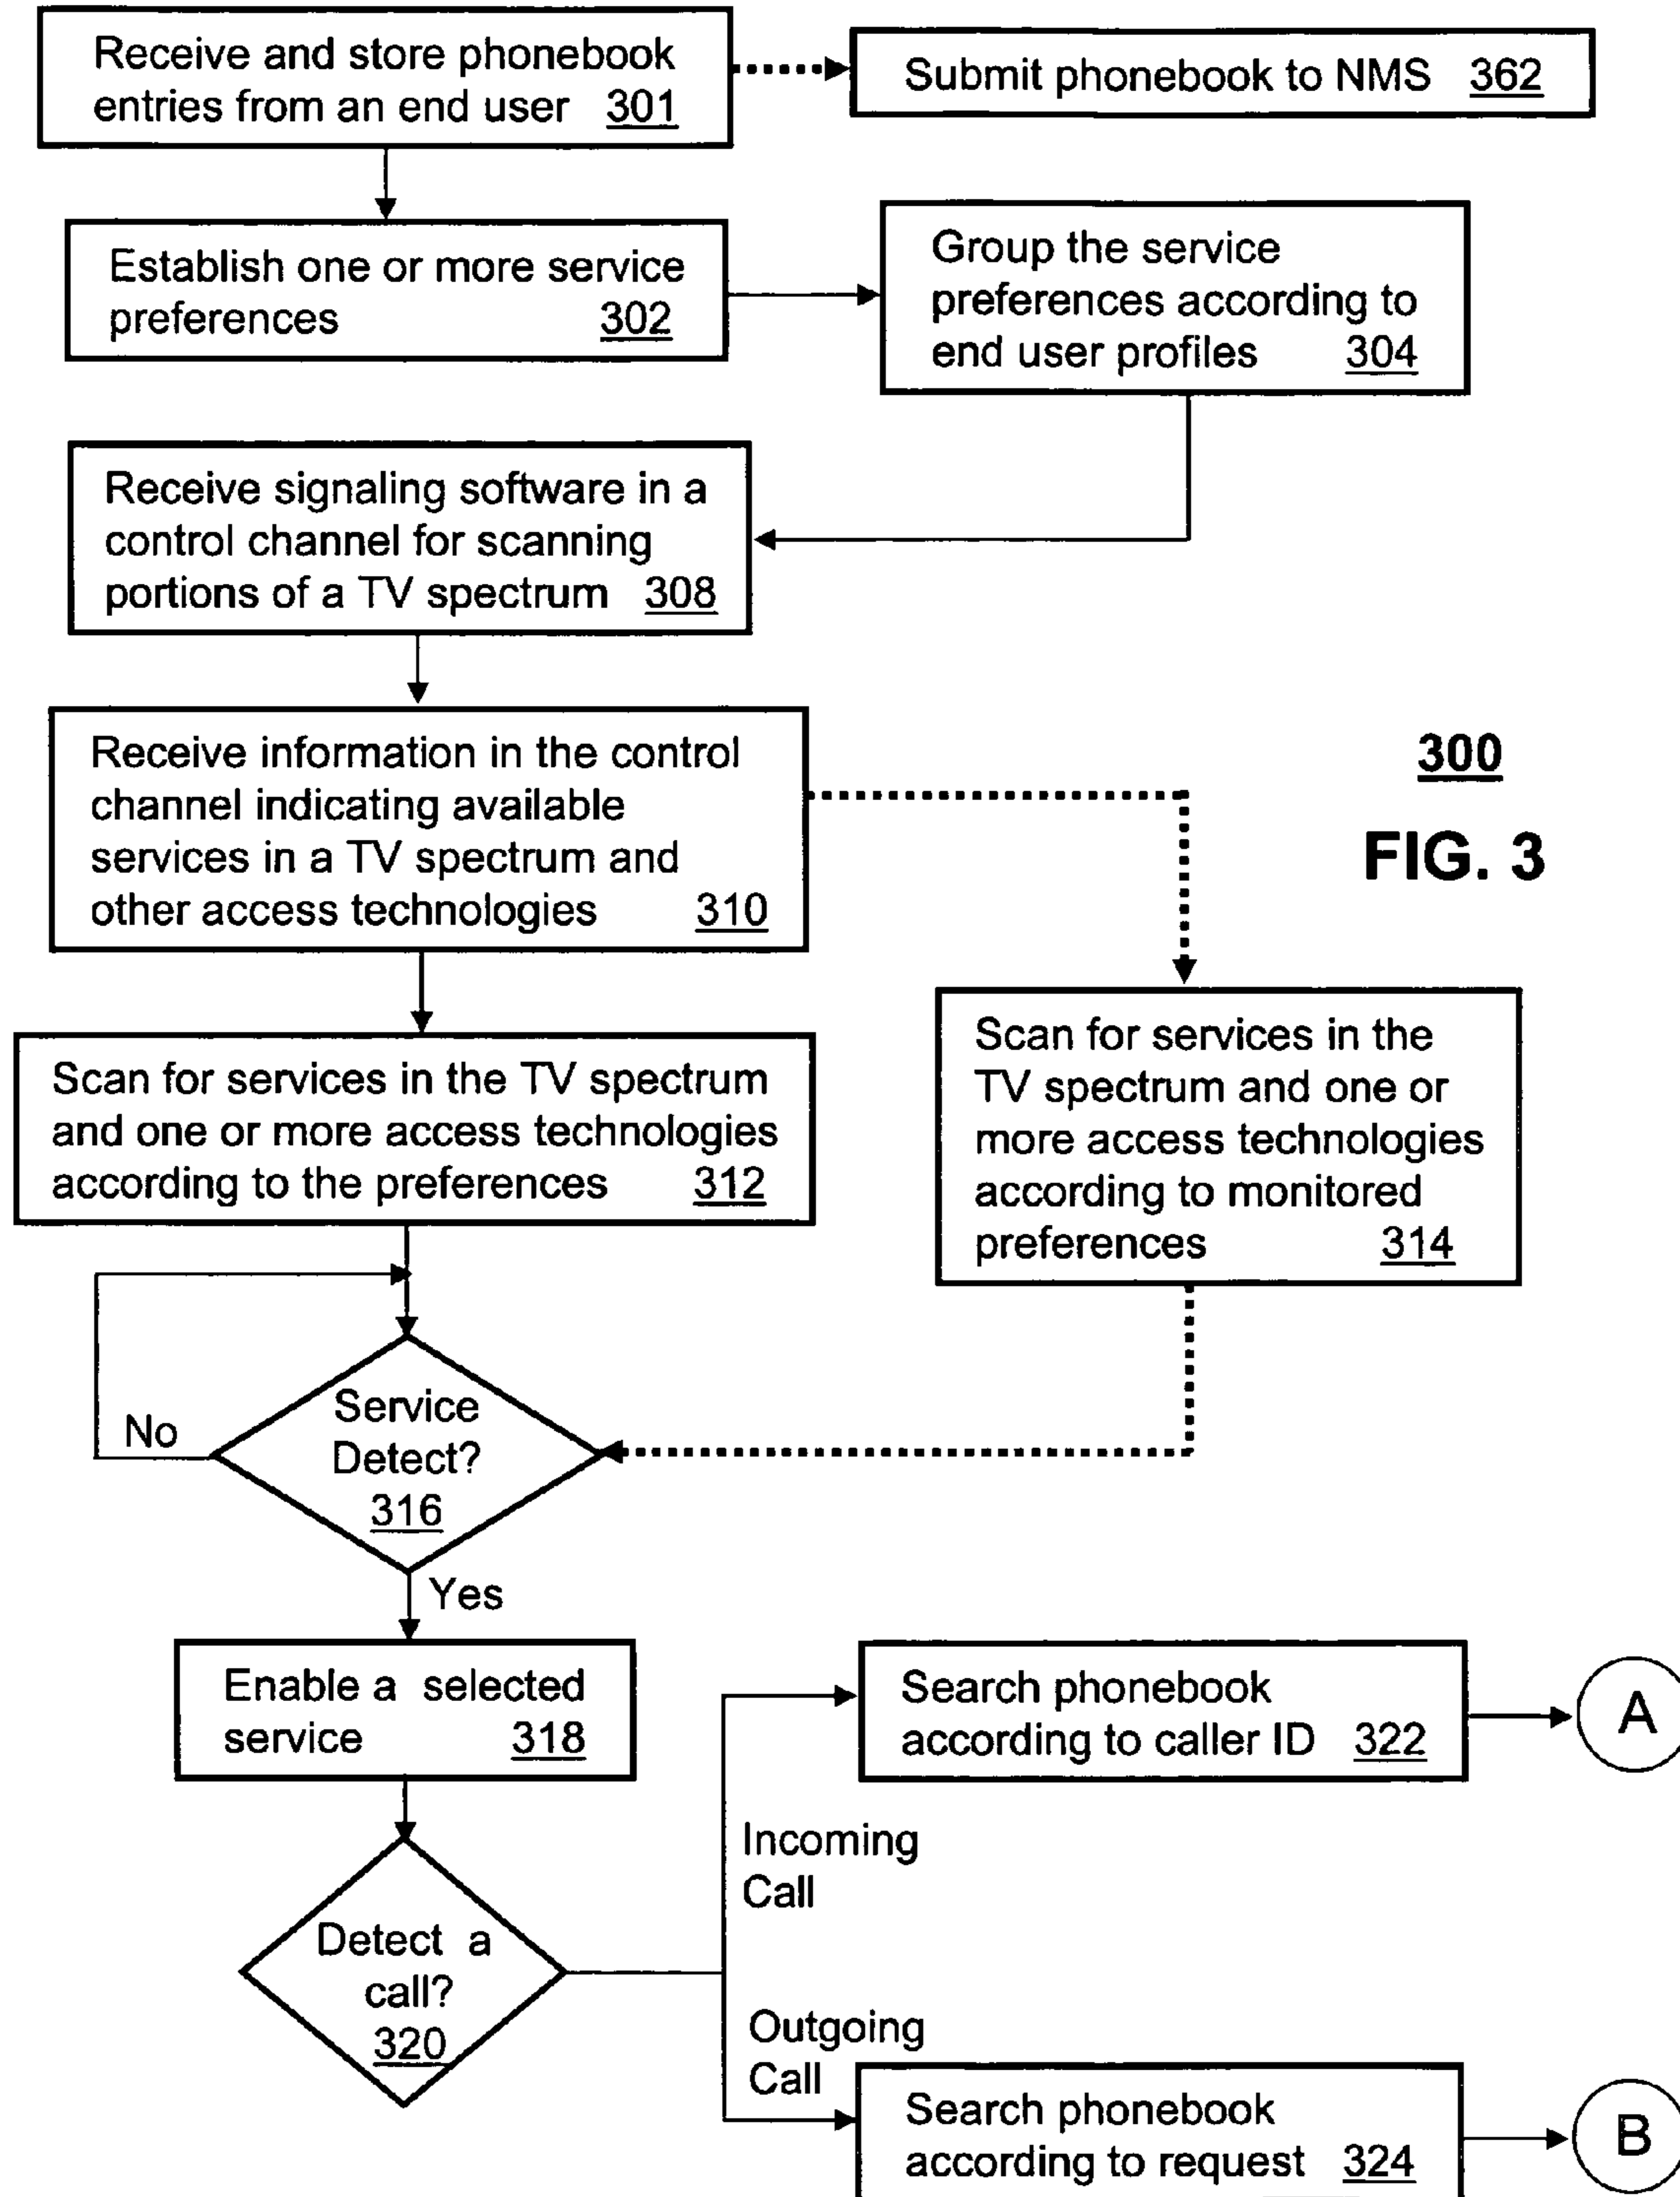 Receive and store phonebook
entries from an end user 301
Submit phonebook to NMS 362
Establish one or more service
preferences 302
Group the service
preferences according to
end user profiles 304
Receive signaling software in a
control channel for scanning
portions of a TV spectrum 308
Receive information in the control
channel indicating available
services in a TV spectrum and
other access technologies 310
300
FIG. 3
Scan for services in the TV spectrum
and one or more access technologies
according to the preferences 312
Scan for services in the
TV spectrum and one or
more access technologies
according to monitored
preferences 314
Service
Detect?
316
No
Yes
Enable a selected
service 318
Search phonebook
according to caller ID 322
A
Incoming
Call
Detect a
call?
320
Outgoing
Call
Search phonebook
according to request 324
B